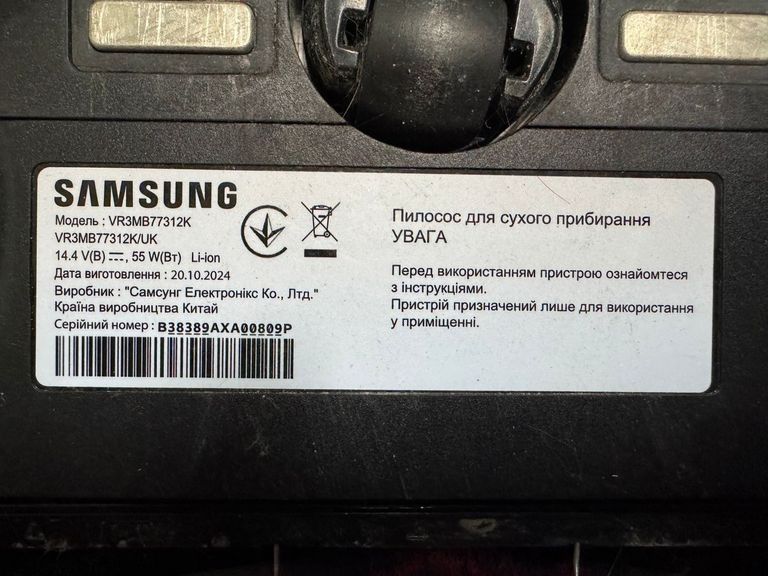 SAMSUNG
Модель : VR3MB77312K
VR3MB77312K/UK
14.4 V(В) ⎓, 55 W(Вт) Li-ion
Дата виготовлення : 20.10.2024
Виробник : "Самсунг Електронікс Ко., Лтд."
Країна виробництва Китай
Серійний номер : B38389AXA00809P
Пилосос для сухого прибирання
УВАГА
Перед використанням пристрою ознайомтеся
з інструкціями.
Пристрій призначений лише для використання
у приміщенні.